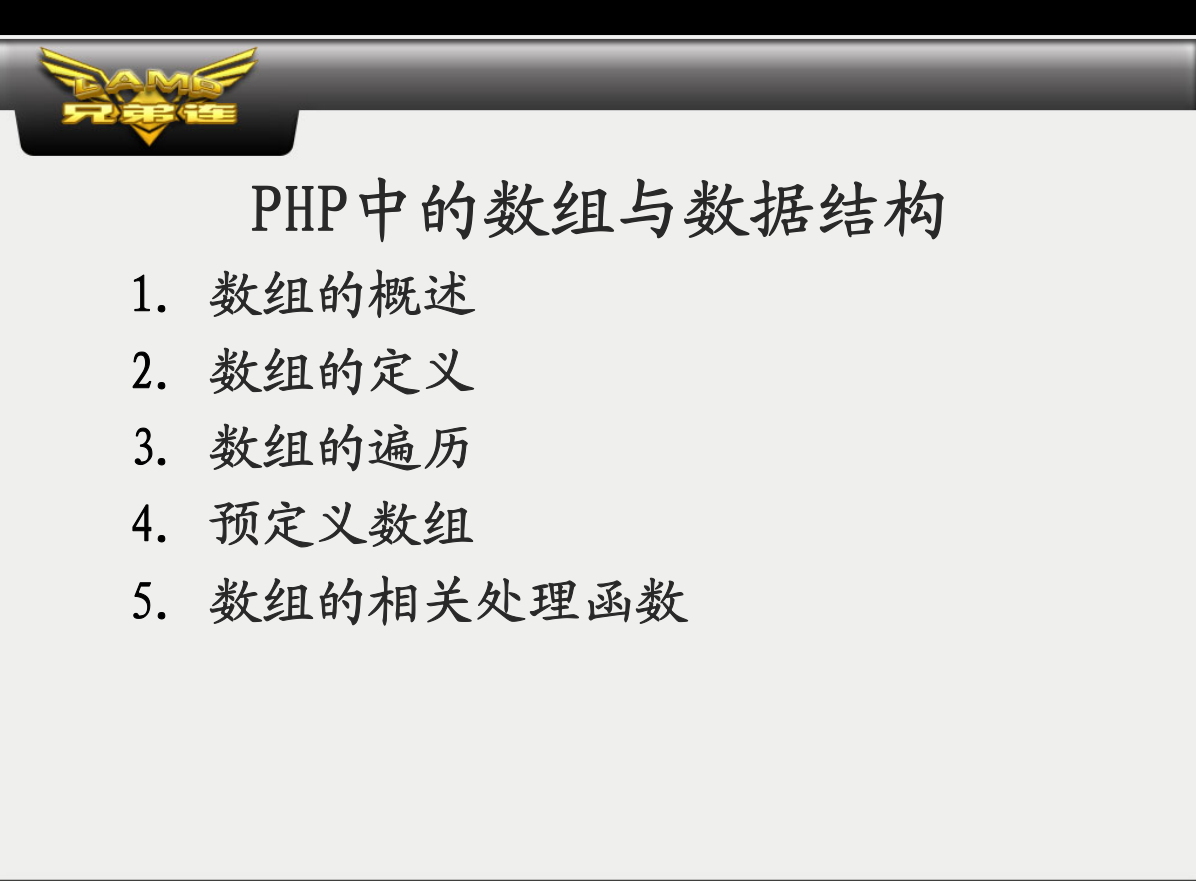 LAMP
兄弟连
PHP中的数组与数据结构
1. 数组的概述
2. 数组的定义
3. 数组的遍历
4. 预定义数组
5. 数组的相关处理函数